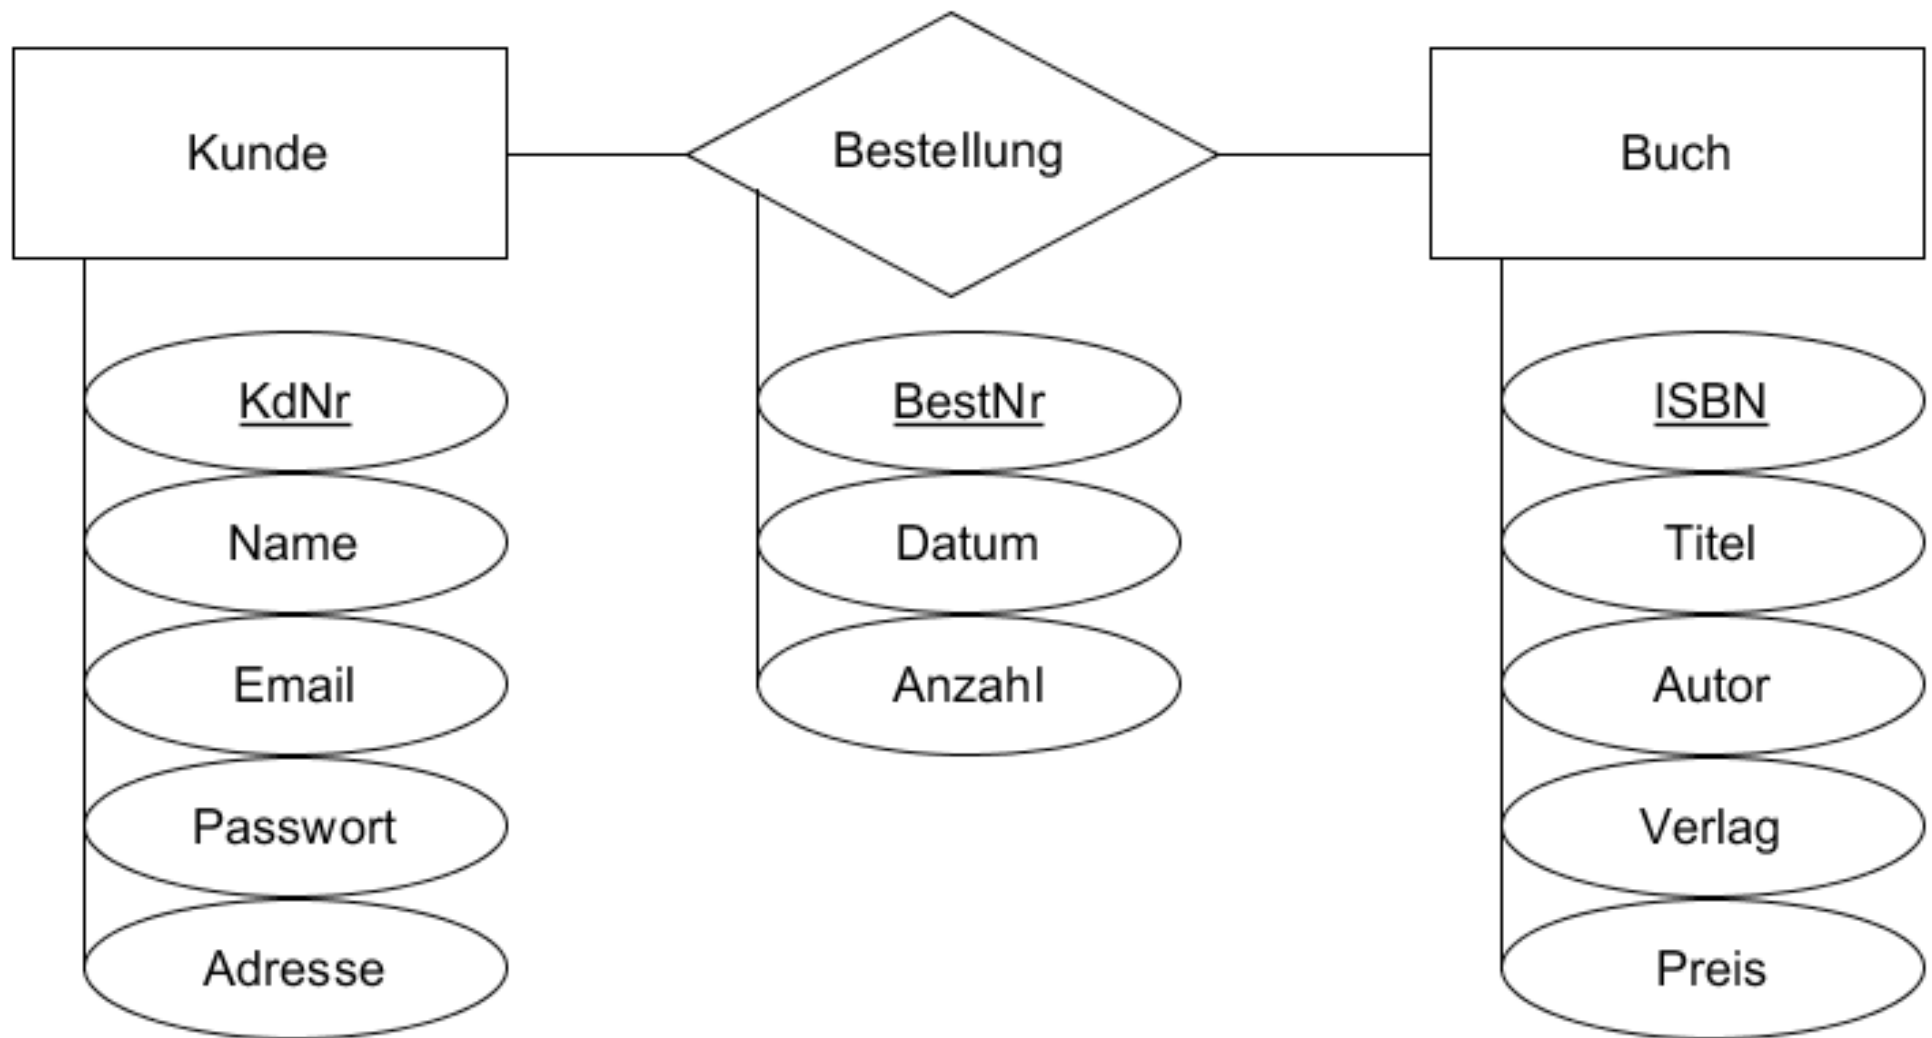 Kunde
Bestellung
Buch
KdNr
Name
Email
Passwort
Adresse
BestNr
Datum
Anzahl
ISBN
Titel
Autor
Verlag
Preis